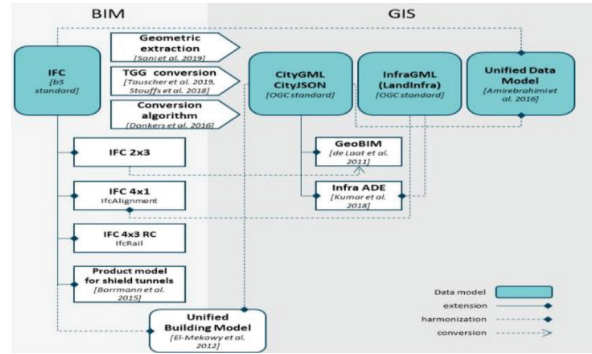 BIM
GIS
IFC
[bS
standard]
Geometric
extraction
[Sani et al. 2019]
TGG conversion
[Tauscher et al. 2019,
Stouffs et al. 2018]
Conversion
algorithm
[Donkers et al. 2016]
CityGML
CityJSON
[OGC standard]
InfraGML
(LandInfra)
[OGC standard]
Unified Data
Model
[Amirebrahimi et
al. 2016]
IFC 2x3
GeoBIM
[de Laat et al.
2011]
IFC 4x1
IfcAlignment
Infra ADE
[Kumar et al.
2018]
IFC 4x3 RC
IfcRail
Product model
for shield tunnels
[Borrmann et al.
2015]
Unified
Building Model
[El-Mekawy et al.
2012]
Data model
extension
harmonization
conversion